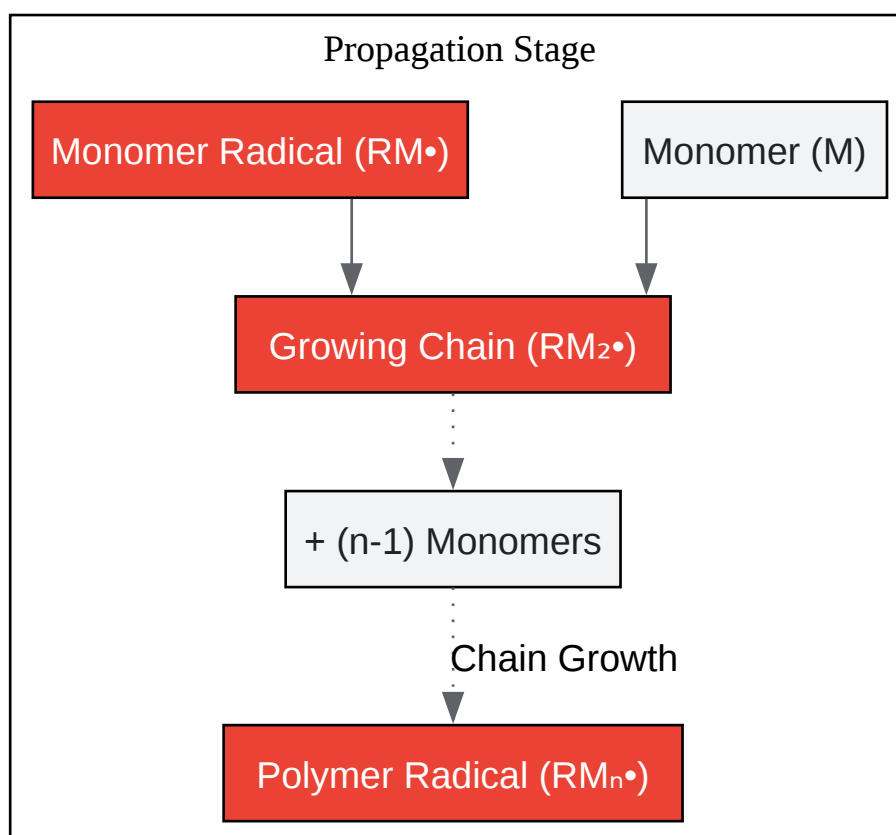 Propagation Stage
Monomer Radical (RM•)
Monomer (M)
Growing Chain (RM₂•)
+ (n-1) Monomers
Chain Growth
Polymer Radical (RMₙ•)